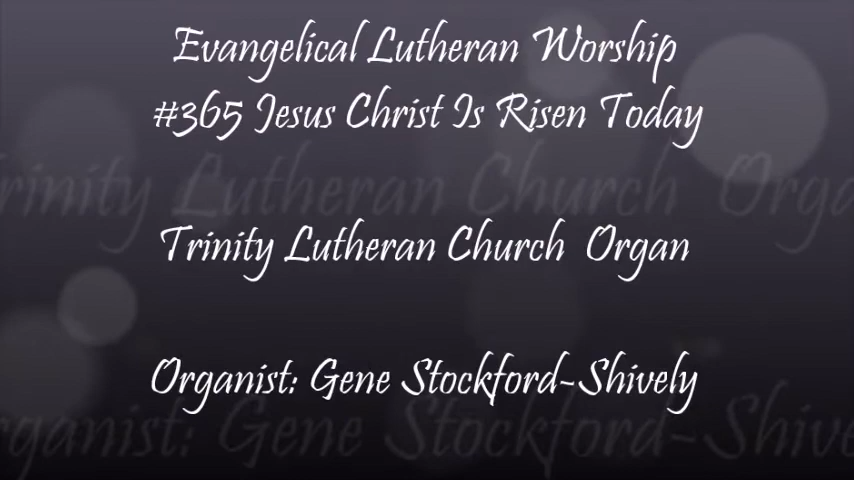 Evangelical Lutheran Worship
#365 Jesus Christ Is Risen Today
Trinity Lutheran Church Organ
Organist: Gene Stockford-Shively